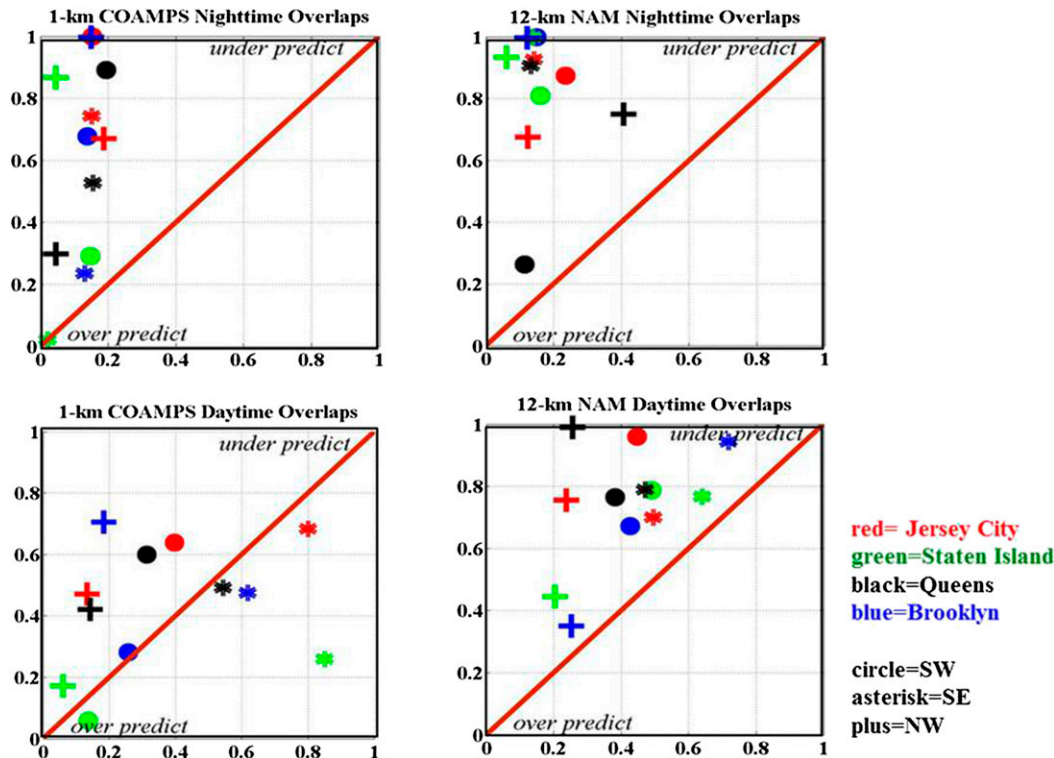 1-km COAMPS Nighttime Overlaps
1
under predict
0.8
0.6
0.4
0.2
over predict
0
0 0.2 0.4 0.6 0.8 1
12-km NAM Nighttime Overlaps
1
under predict
0.8
0.6
0.4
0.2
over predict
0
0 0.2 0.4 0.6 0.8 1
1-km COAMPS Daytime Overlaps
1
under predict
0.8
0.6
0.4
0.2
over predict
0
0 0.2 0.4 0.6 0.8 1
12-km NAM Daytime Overlaps
1
under predict
0.8
0.6
0.4
0.2
over predict
0
0 0.2 0.4 0.6 0.8 1
red= Jersey City
green=Staten Island
black=Queens
blue=Brooklyn
circle=SW
asterisk=SE
plus=NW